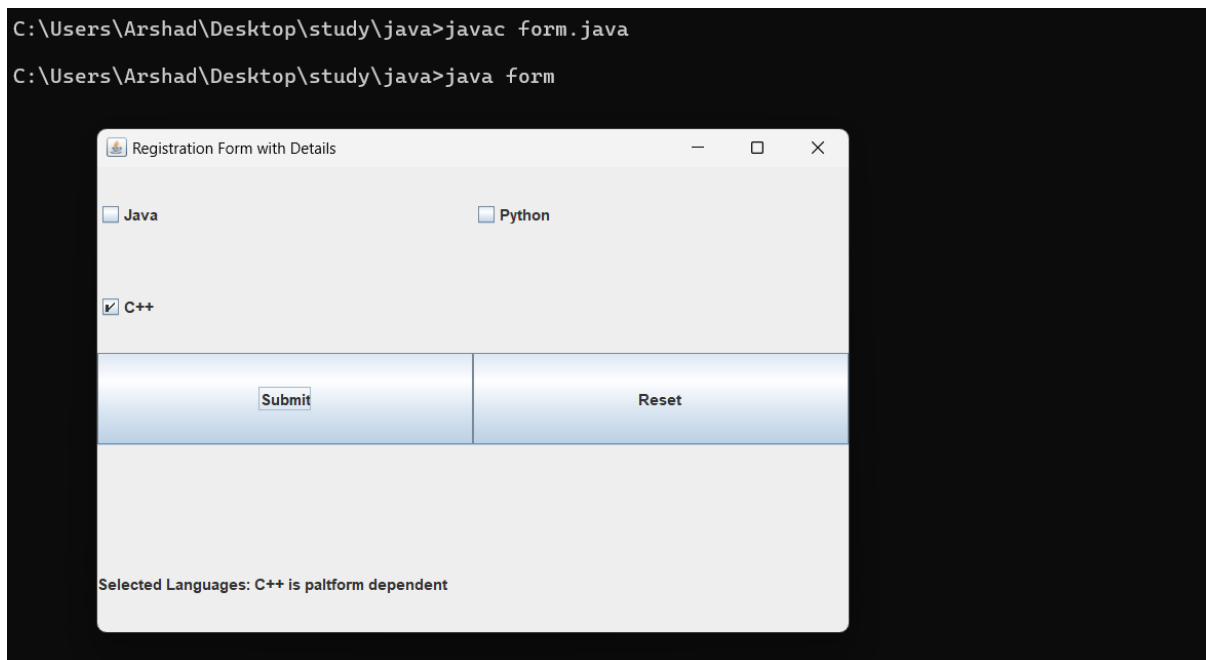 C:\Users\Arshad\Desktop\study\java>javac form.java
C:\Users\Arshad\Desktop\study\java>java form
Registration Form with Details
Java
Python
C++
Submit
Reset
Selected Languages: C++ is paltform dependent